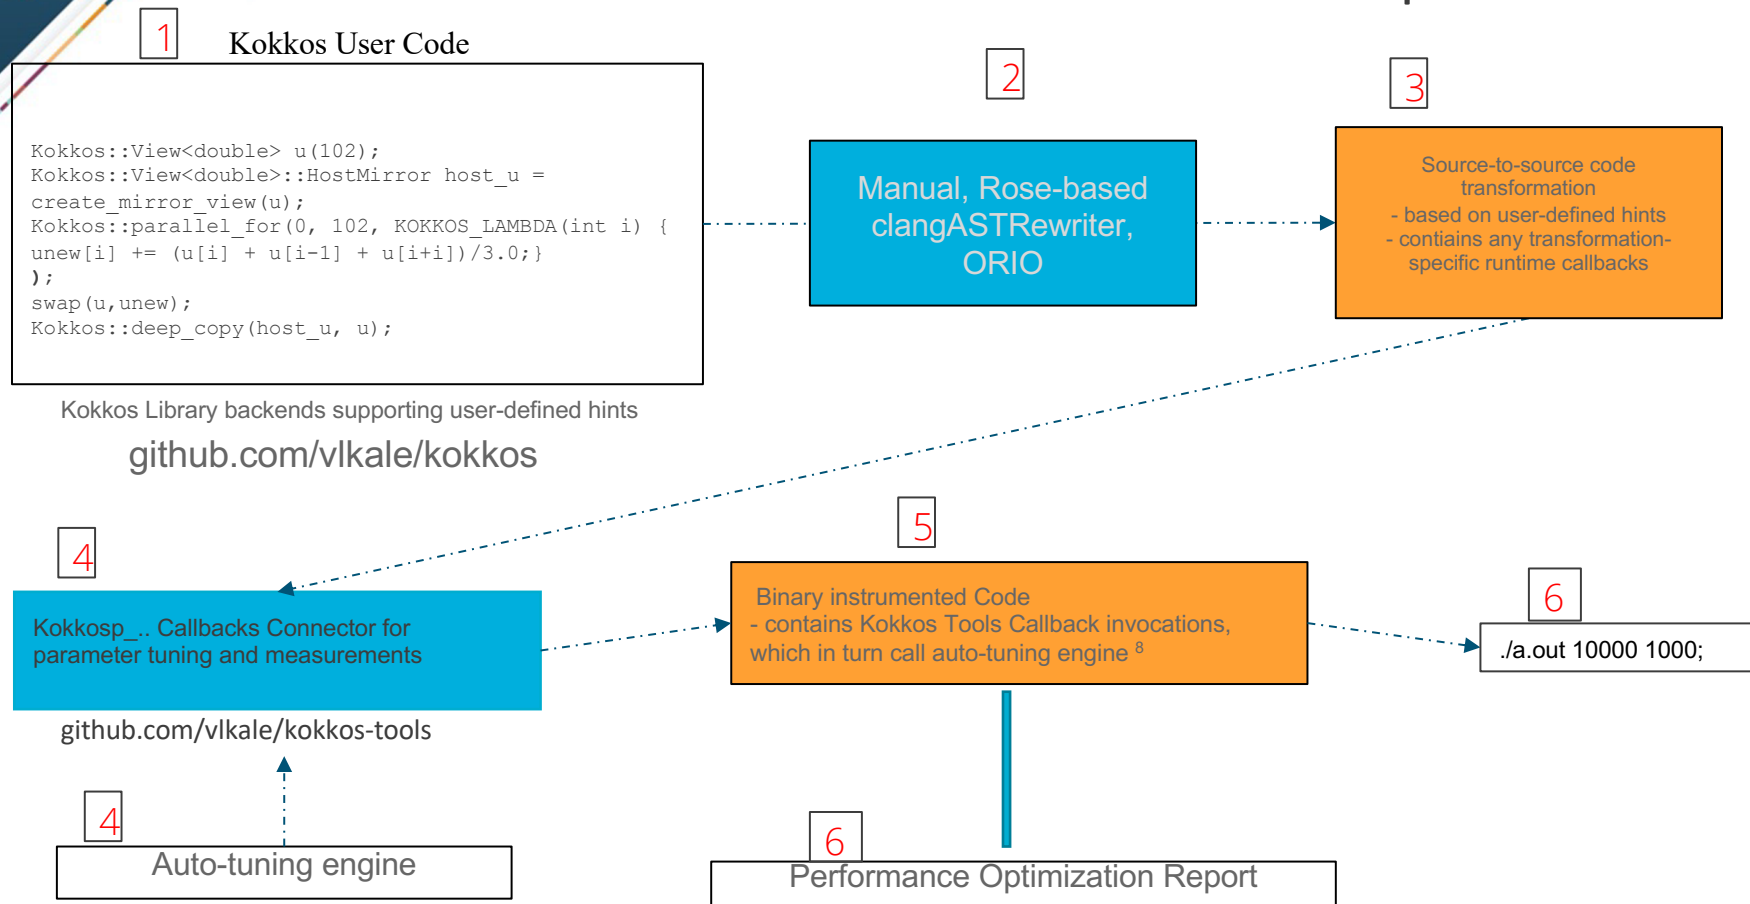 1
Kokkos User Code
Kokkos::View<double> u(102);
Kokkos::View<double>::HostMirror host_u =
create_mirror_view(u);
Kokkos::parallel_for(0, 102, KOKKOS_LAMBDA(int i) {
unew[i] += (u[i] + u[i-1] + u[i+i])/3.0;}
);
swap(u,unew);
Kokkos::deep_copy(host_u, u);
Kokkos Library backends supporting user-defined hints
github.com/vlkale/kokkos
2
Manual, Rose-based
clangASTRewriter,
ORIO
3
Source-to-source code
transformation
- based on user-defined hints
- contiains any transformation-
specific runtime callbacks
4
Kokkosp_.. Callbacks Connector for
parameter tuning and measurements
github.com/vlkale/kokkos-tools
4
Auto-tuning engine
5
Binary instrumented Code
- contains Kokkos Tools Callback invocations,
which in turn call auto-tuning engine 8
6
./a.out 10000 1000;
6
Performance Optimization Report